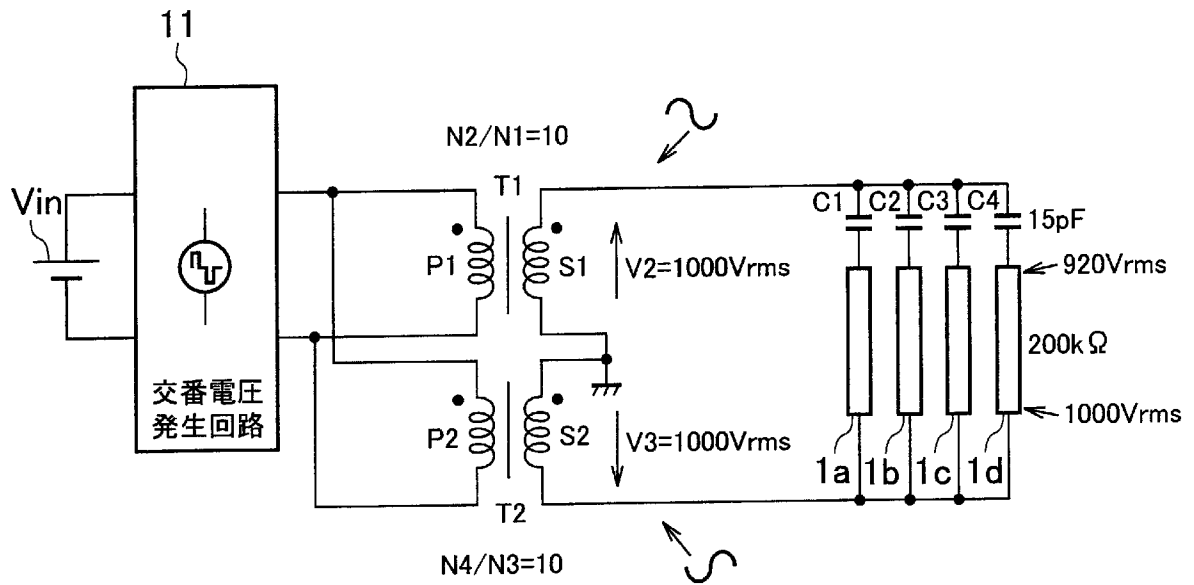 11
N2/N1=10
T1
Vin
P1
S1
V2=1000Vrms
C1
C2
C3
C4
15pF
920Vrms
200kΩ
1000Vrms
交番電圧
発生回路
P2
S2
V3=1000Vrms
1a
1b
1c
1d
T2
N4/N3=10